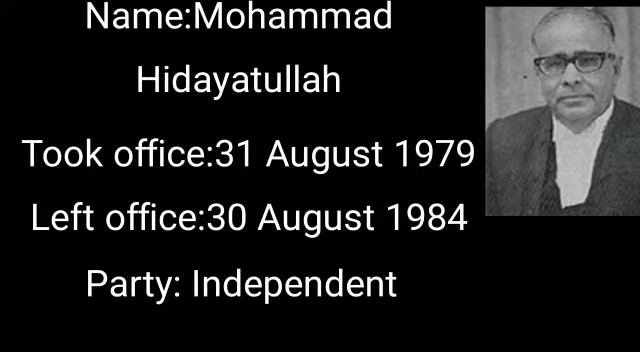 Name:Mohammad
Hidayatullah
Took office:31 August 1979
Left office:30 August 1984
Party: Independent